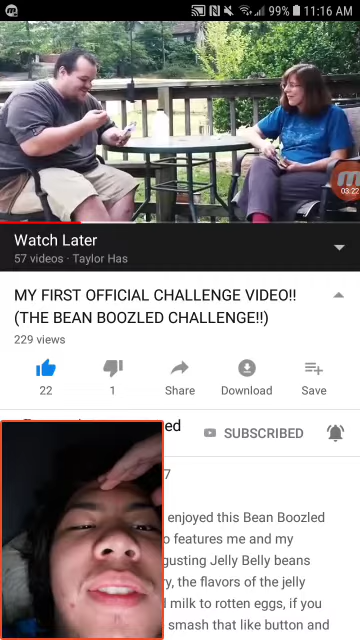 99% 11:16 AM
03:22
Watch Later
57 videos · Taylor Has
MY FIRST OFFICIAL CHALLENGE VIDEO!!
(THE BEAN BOOZLED CHALLENGE!!)
229 views
22
1
Share
Download
Save
ed
SUBSCRIBED
7
enjoyed this Bean Boozled
o features me and my
gusting Jelly Belly beans
ry, the flavors of the jelly
l milk to rotten eggs, if you
smash that like button and